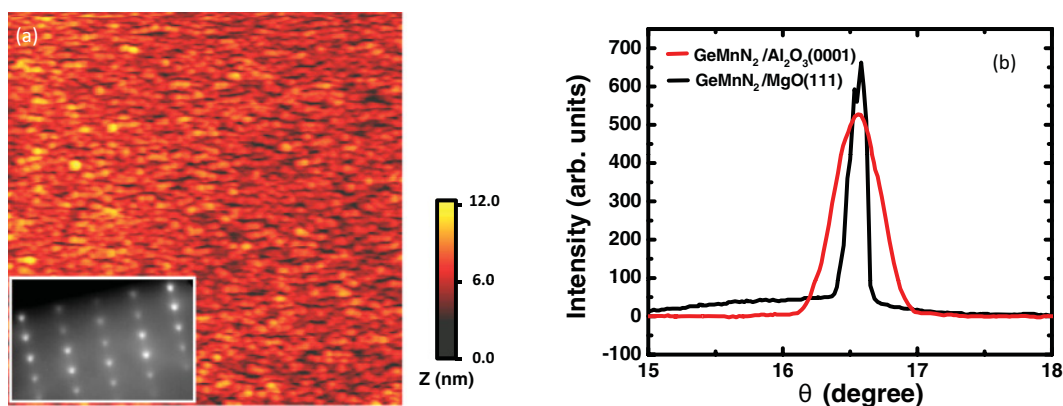 (a)
12.0
6.0
0.0
Z (nm)
GeMnN₂/Al₂O₃(0001)
GeMnN₂/MgO(111)
(b)
Intensity (arb. units)
700
600
500
400
300
200
100
0
-100
15
16
17
18
θ (degree)